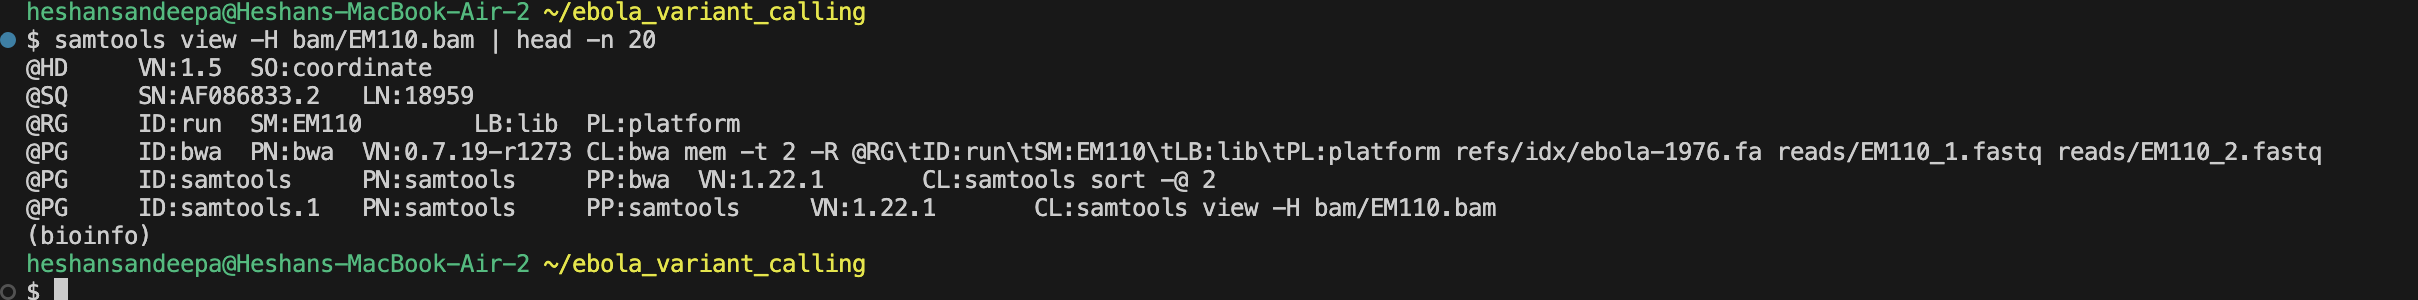 heshansandeepa@Heshans-MacBook-Air-2 ~/ebola_variant_calling
$ samtools view -H bam/EM110.bam | head -n 20
@HD     VN:1.5  SO:coordinate
@SQ     SN:AF086833.2   LN:18959
@RG     ID:run  SM:EM110        LB:lib  PL:platform
@PG     ID:bwa  PN:bwa  VN:0.7.19-r1273 CL:bwa mem -t 2 -R @RG\tID:run\tSM:EM110\tLB:lib\tPL:platform refs/idx/ebola-1976.fa reads/EM110_1.fastq reads/EM110_2.fastq
@PG     ID:samtools     PN:samtools     PP:bwa  VN:1.22.1       CL:samtools sort -@ 2
@PG     ID:samtools.1   PN:samtools     PP:samtools     VN:1.22.1       CL:samtools view -H bam/EM110.bam
(bioinfo)
heshansandeepa@Heshans-MacBook-Air-2 ~/ebola_variant_calling
$